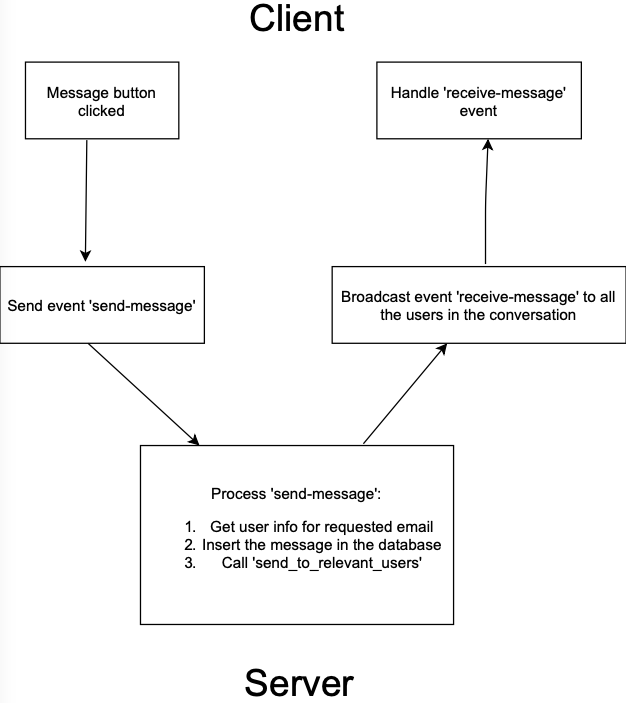 Client
Message button
clicked
Handle 'receive-message'
event
Send event 'send-message'
Broadcast event 'receive-message' to all
the users in the conversation
Process 'send-message':
1. Get user info for requested email
2. Insert the message in the database
3. Call 'send_to_relevant_users'
Server